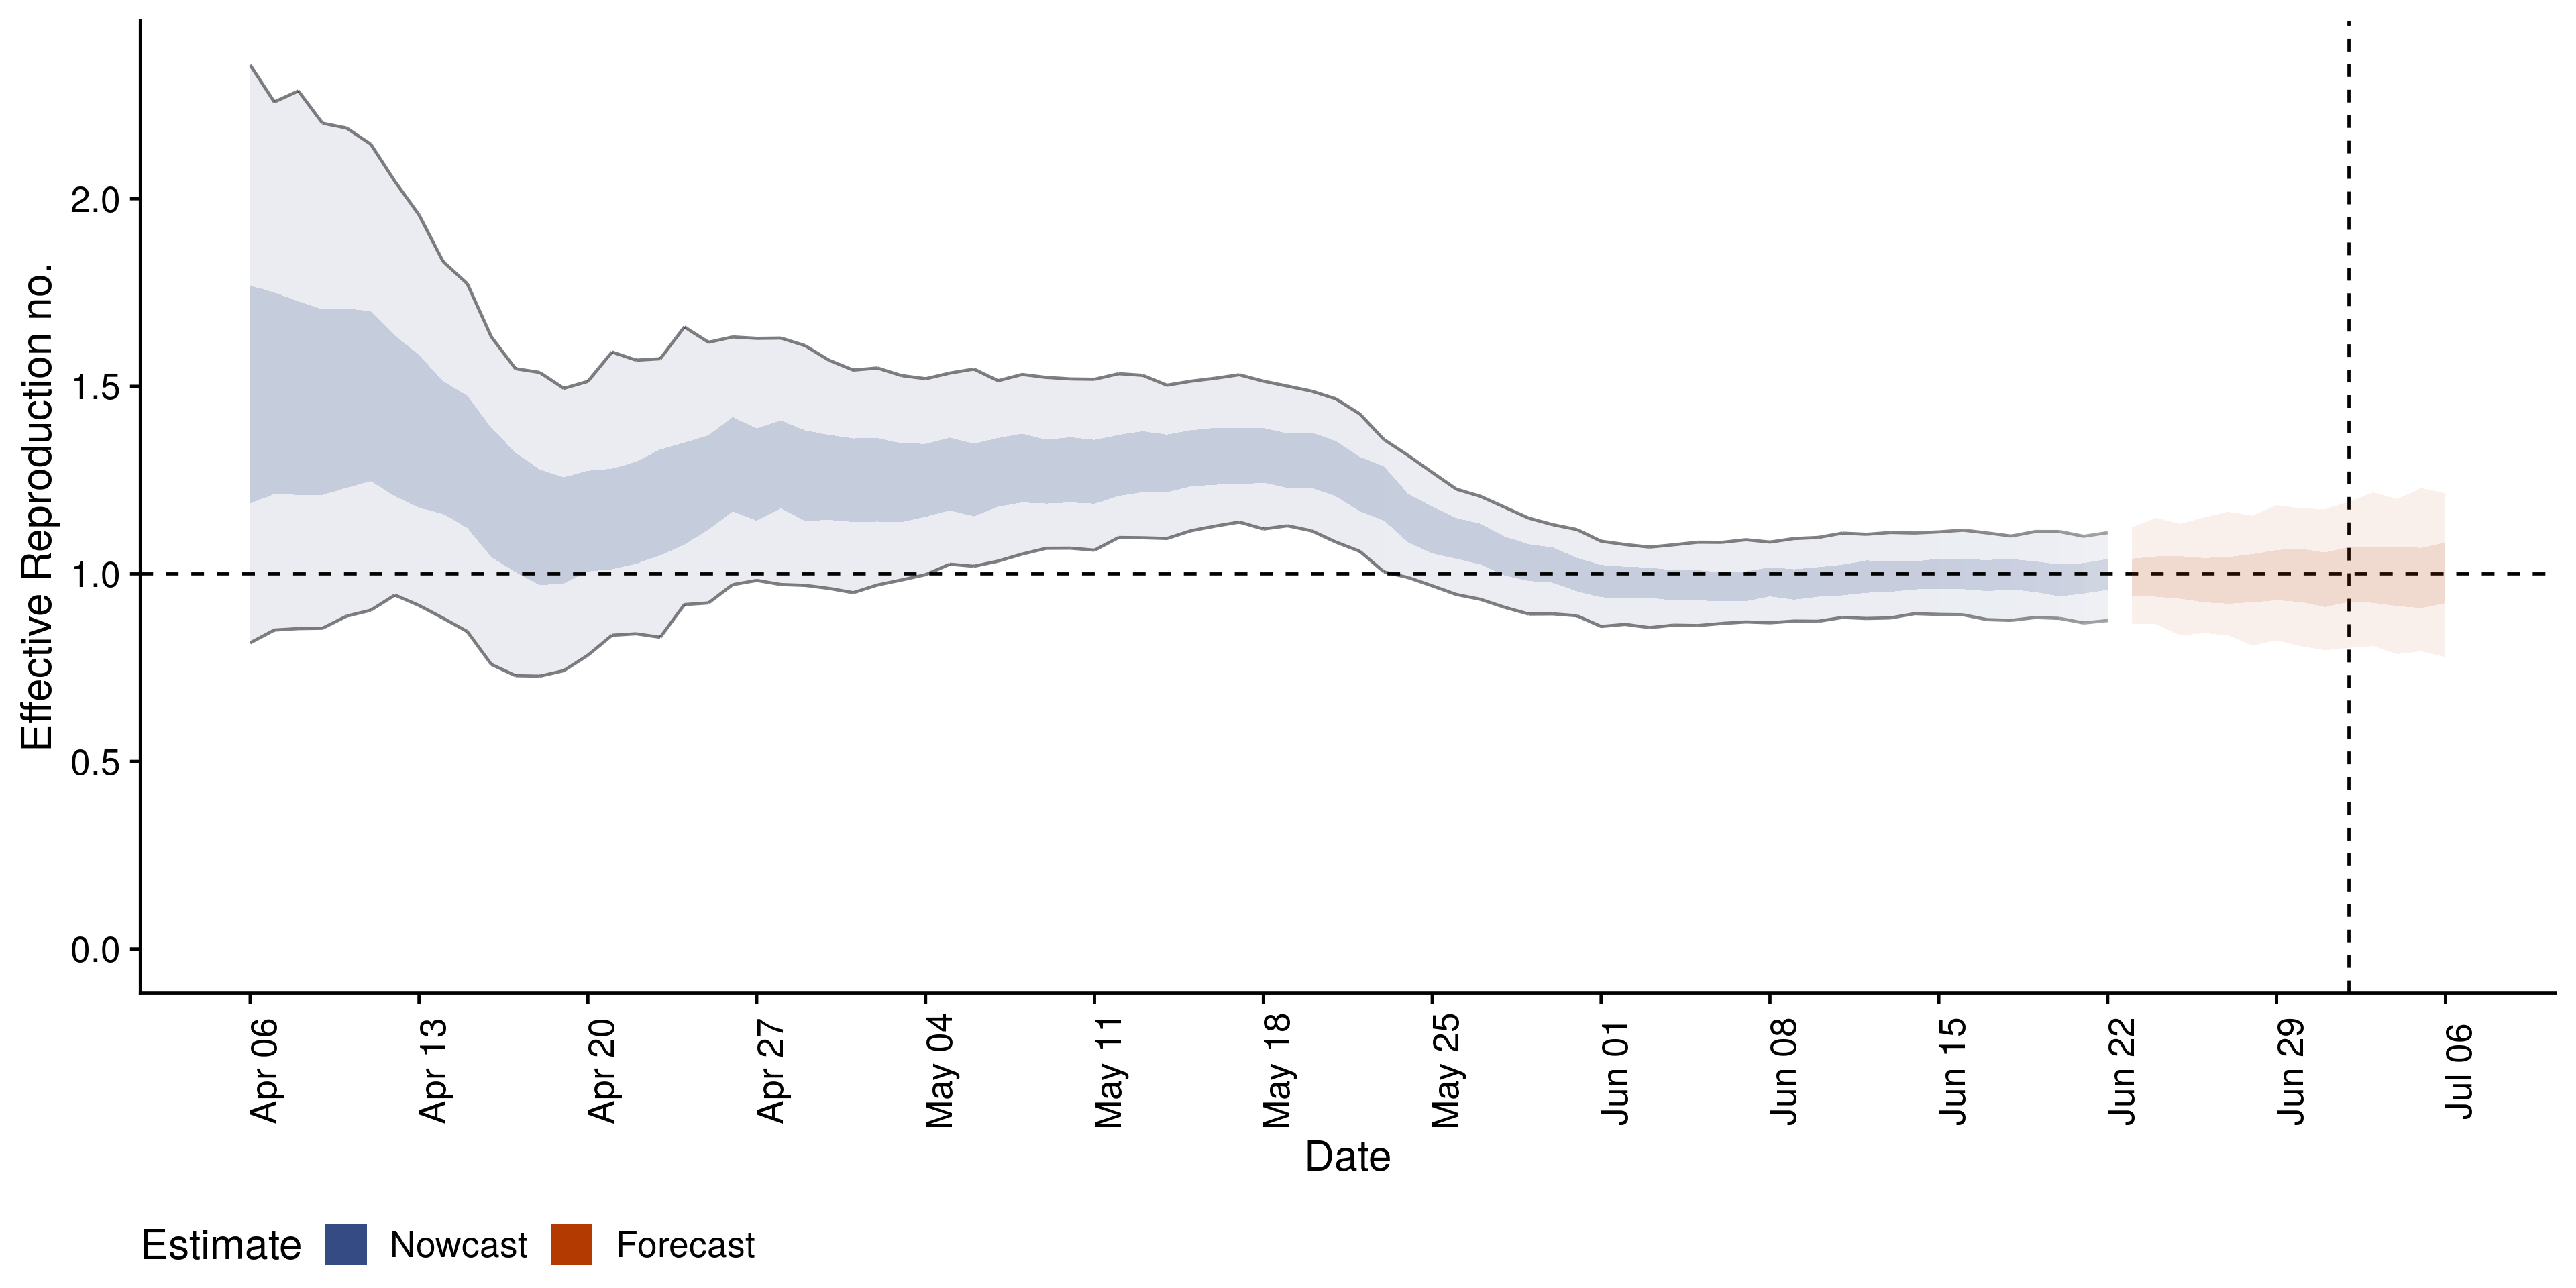 Effective Reproduction no.
2.0
1.5
1.0
0.5
0.0
Apr 06
Apr 13
Apr 20
Apr 27
May 04
May 11
May 18
May 25
Jun 01
Jun 08
Jun 15
Jun 22
Jun 29
Jul 06
Date
Estimate Nowcast Forecast